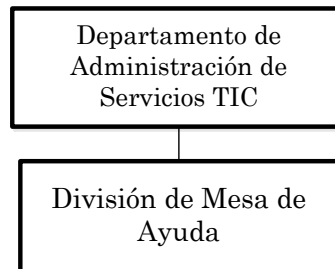 Departamento de
Administración de
Servicios TIC
División de Mesa de
Ayuda